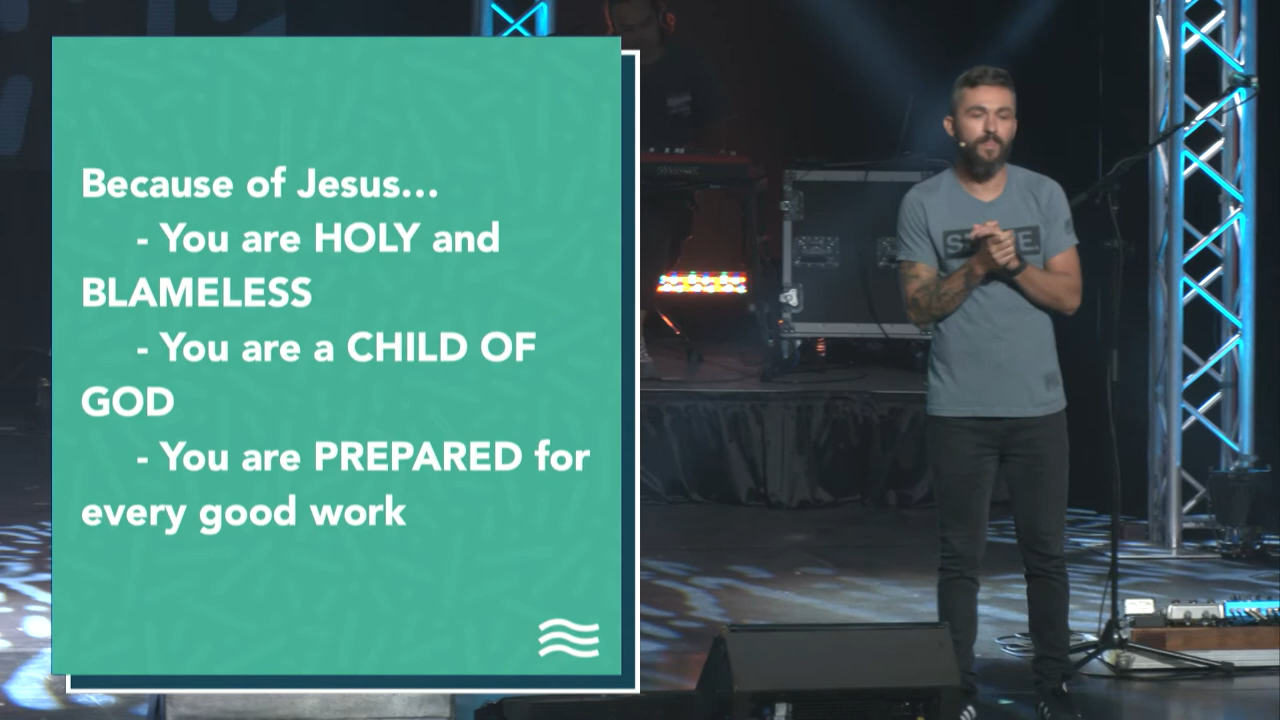 Because of Jesus...
- You are HOLY and
BLAMELESS
- You are a CHILD OF
GOD
- You are PREPARED for
every good work